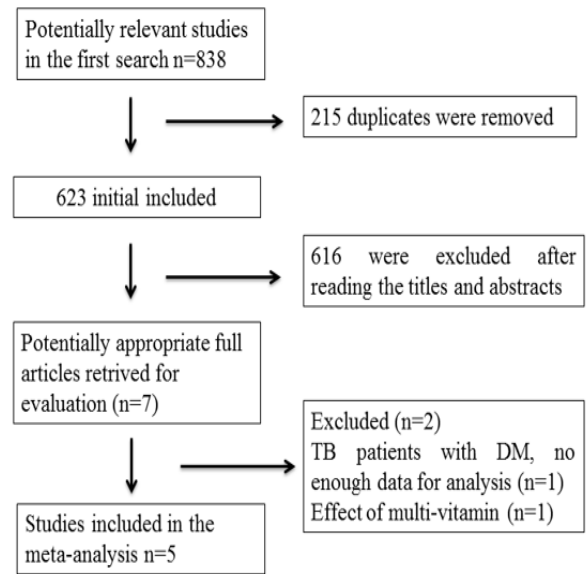 Potentially relevant studies
in the first search n=838
215 duplicates were removed
623 initial included
616 were excluded after
reading the titles and abstracts
Potentially appropriate full
articles retrived for
evaluation (n=7)
Excluded (n=2)
TB patients with DM, no
enough data for analysis (n=1)
Effect of multi-vitamin (n=1)
Studies included in the
meta-analysis n=5